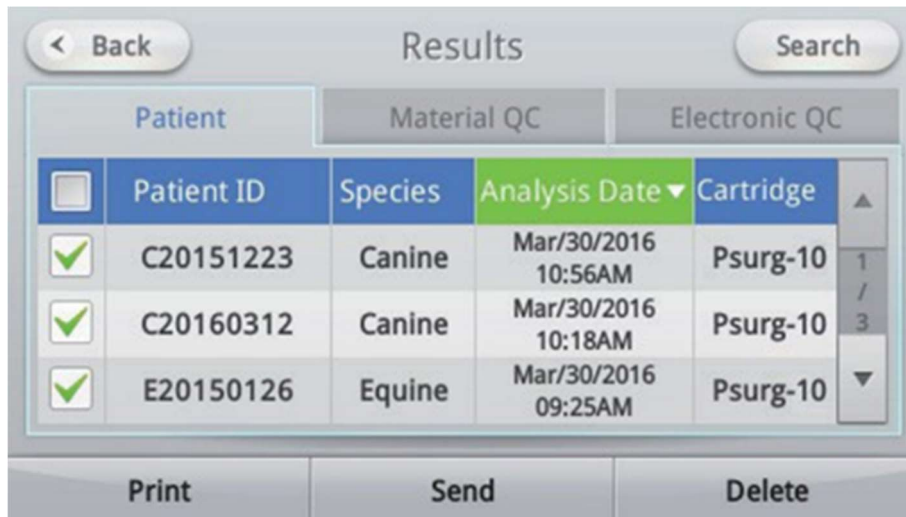 Back
Results
Search
Patient
Material QC
Electronic QC
Patient ID Species Analysis Date Cartridge
C20151223 Canine Mar/30/2016 10:56AM Psurg-10
C20160312 Canine Mar/30/2016 10:18AM Psurg-10
E20150126 Equine Mar/30/2016 09:25AM Psurg-10
1
/
3
Print
Send
Delete